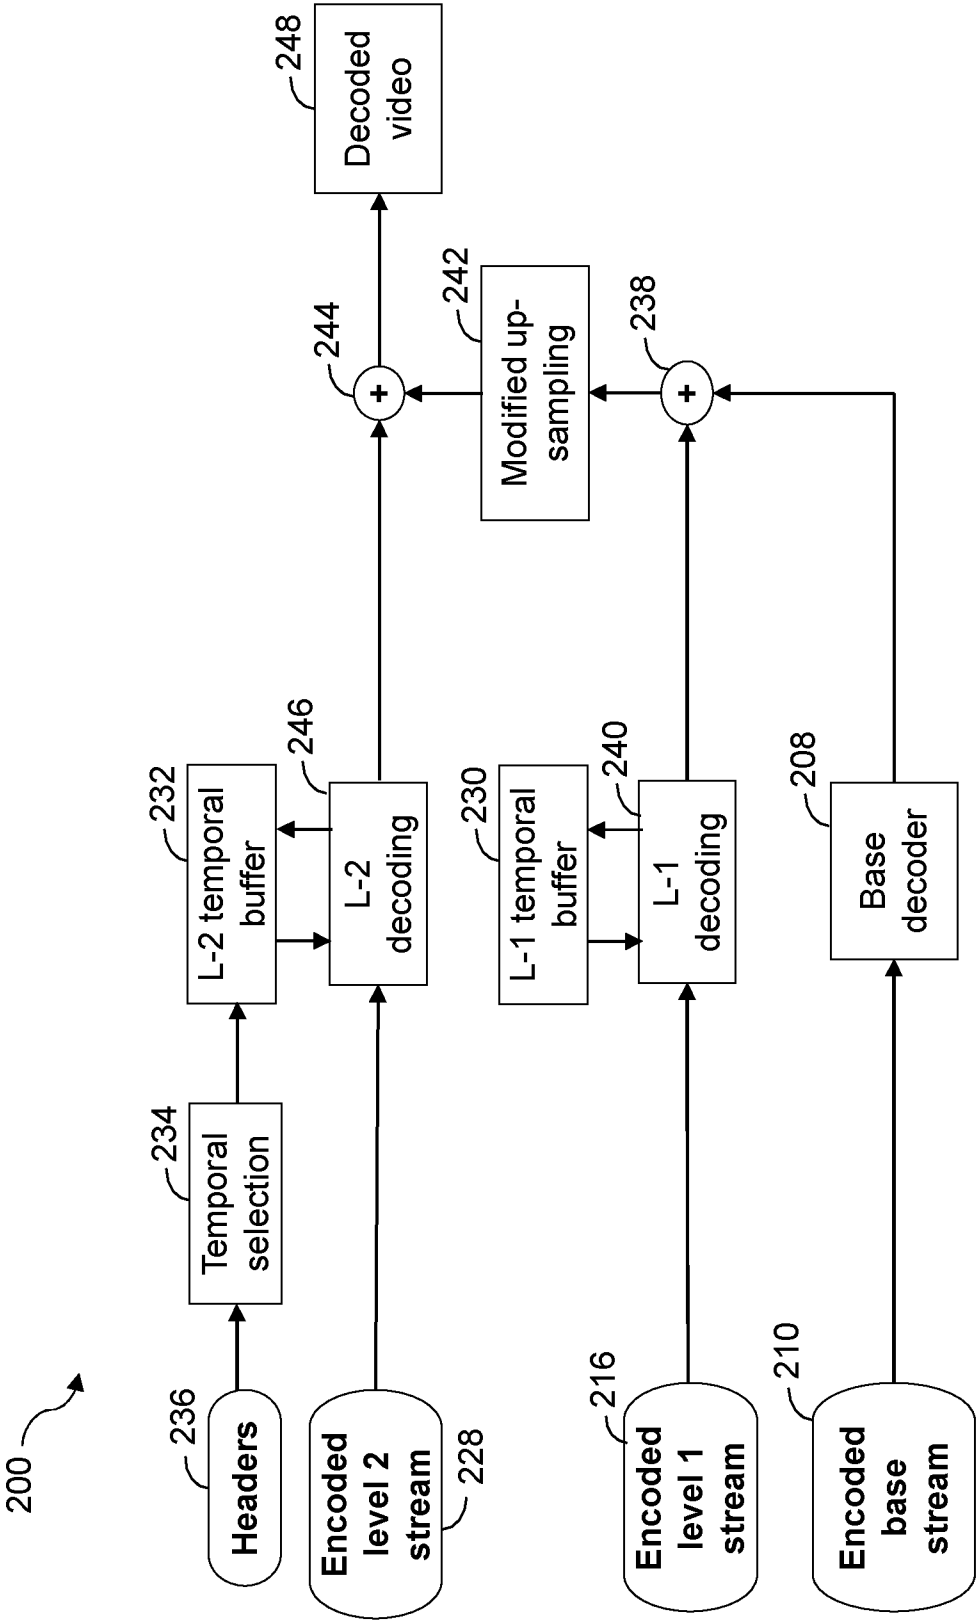 200
236
Headers
234
Temporal
selection
232
L-2 temporal
buffer
Encoded
level 2
stream
228
246
L-2
decoding
244
+
248
Decoded
video
242
Modified up-
sampling
230
L-1 temporal
buffer
216
Encoded
level 1
stream
240
L-1
decoding
238
+
210
Encoded
base
stream
208
Base
decoder